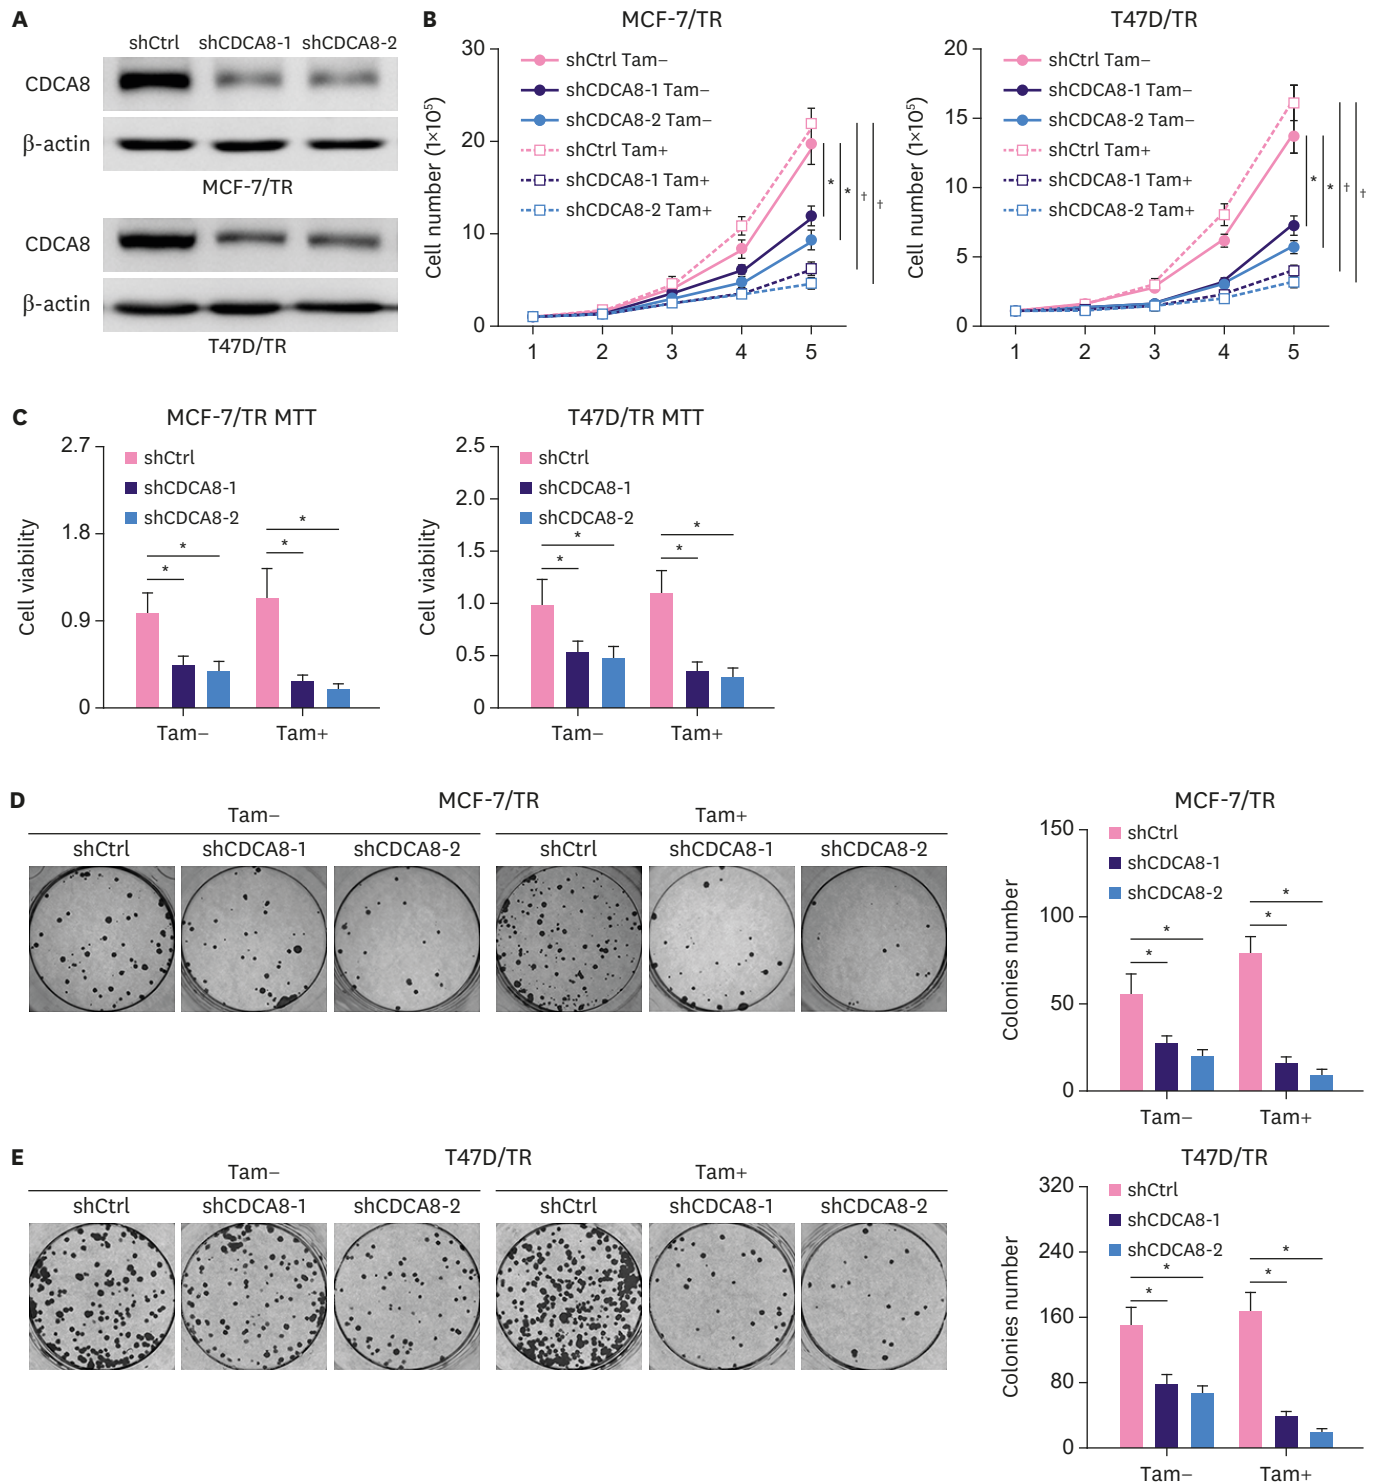 A
shCtrl shCDCA8-1 shCDCA8-2
CDCA8
β-actin
MCF-7/TR
CDCA8
β-actin
T47D/TR
B
MCF-7/TR
Cell number (1×10⁵)
30
20
10
0
shCtrl Tam−
shCDCA8-1 Tam−
shCDCA8-2 Tam−
shCtrl Tam+
shCDCA8-1 Tam+
shCDCA8-2 Tam+
* * † †
1 2 3 4 5
T47D/TR
Cell number (1×10⁵)
20
15
10
5
0
shCtrl Tam−
shCDCA8-1 Tam−
shCDCA8-2 Tam−
shCtrl Tam+
shCDCA8-1 Tam+
shCDCA8-2 Tam+
* * † †
1 2 3 4 5
C
MCF-7/TR MTT
Cell viability
2.7
1.8
0.9
0
shCtrl
shCDCA8-1
shCDCA8-2
* *
* *
Tam− Tam+
T47D/TR MTT
Cell viability
2.5
2.0
1.5
1.0
0.5
0
shCtrl
shCDCA8-1
shCDCA8-2
* *
* *
Tam− Tam+
D
MCF-7/TR
Tam− Tam+
shCtrl shCDCA8-1 shCDCA8-2 shCtrl shCDCA8-1 shCDCA8-2
MCF-7/TR
Colonies number
150
100
50
0
shCtrl
shCDCA8-1
shCDCA8-2
* *
* *
Tam− Tam+
E
T47D/TR
Tam− Tam+
shCtrl shCDCA8-1 shCDCA8-2 shCtrl shCDCA8-1 shCDCA8-2
T47D/TR
Colonies number
320
240
160
80
0
shCtrl
shCDCA8-1
shCDCA8-2
* *
* *
Tam− Tam+